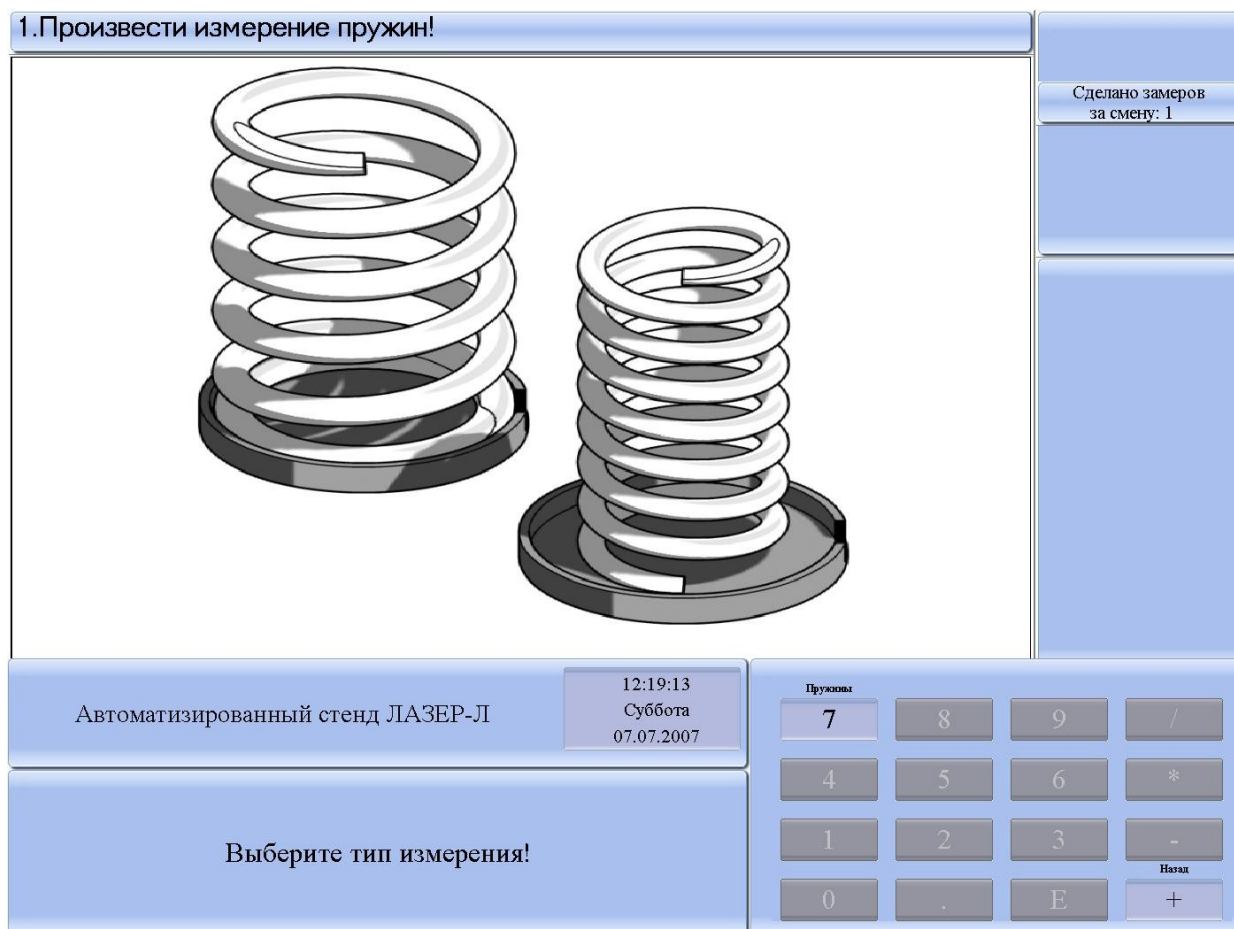 1.Произвести измерение пружин!
Сделано замеров
за смену: 1
Автоматизированный стенд ЛАЗЕР-Л
12:19:13
Суббота
07.07.2007
Выберите тип измерения!
Пружины
7 8 9 /
4 5 6 *
1 2 3 -
Назад
0 . E +